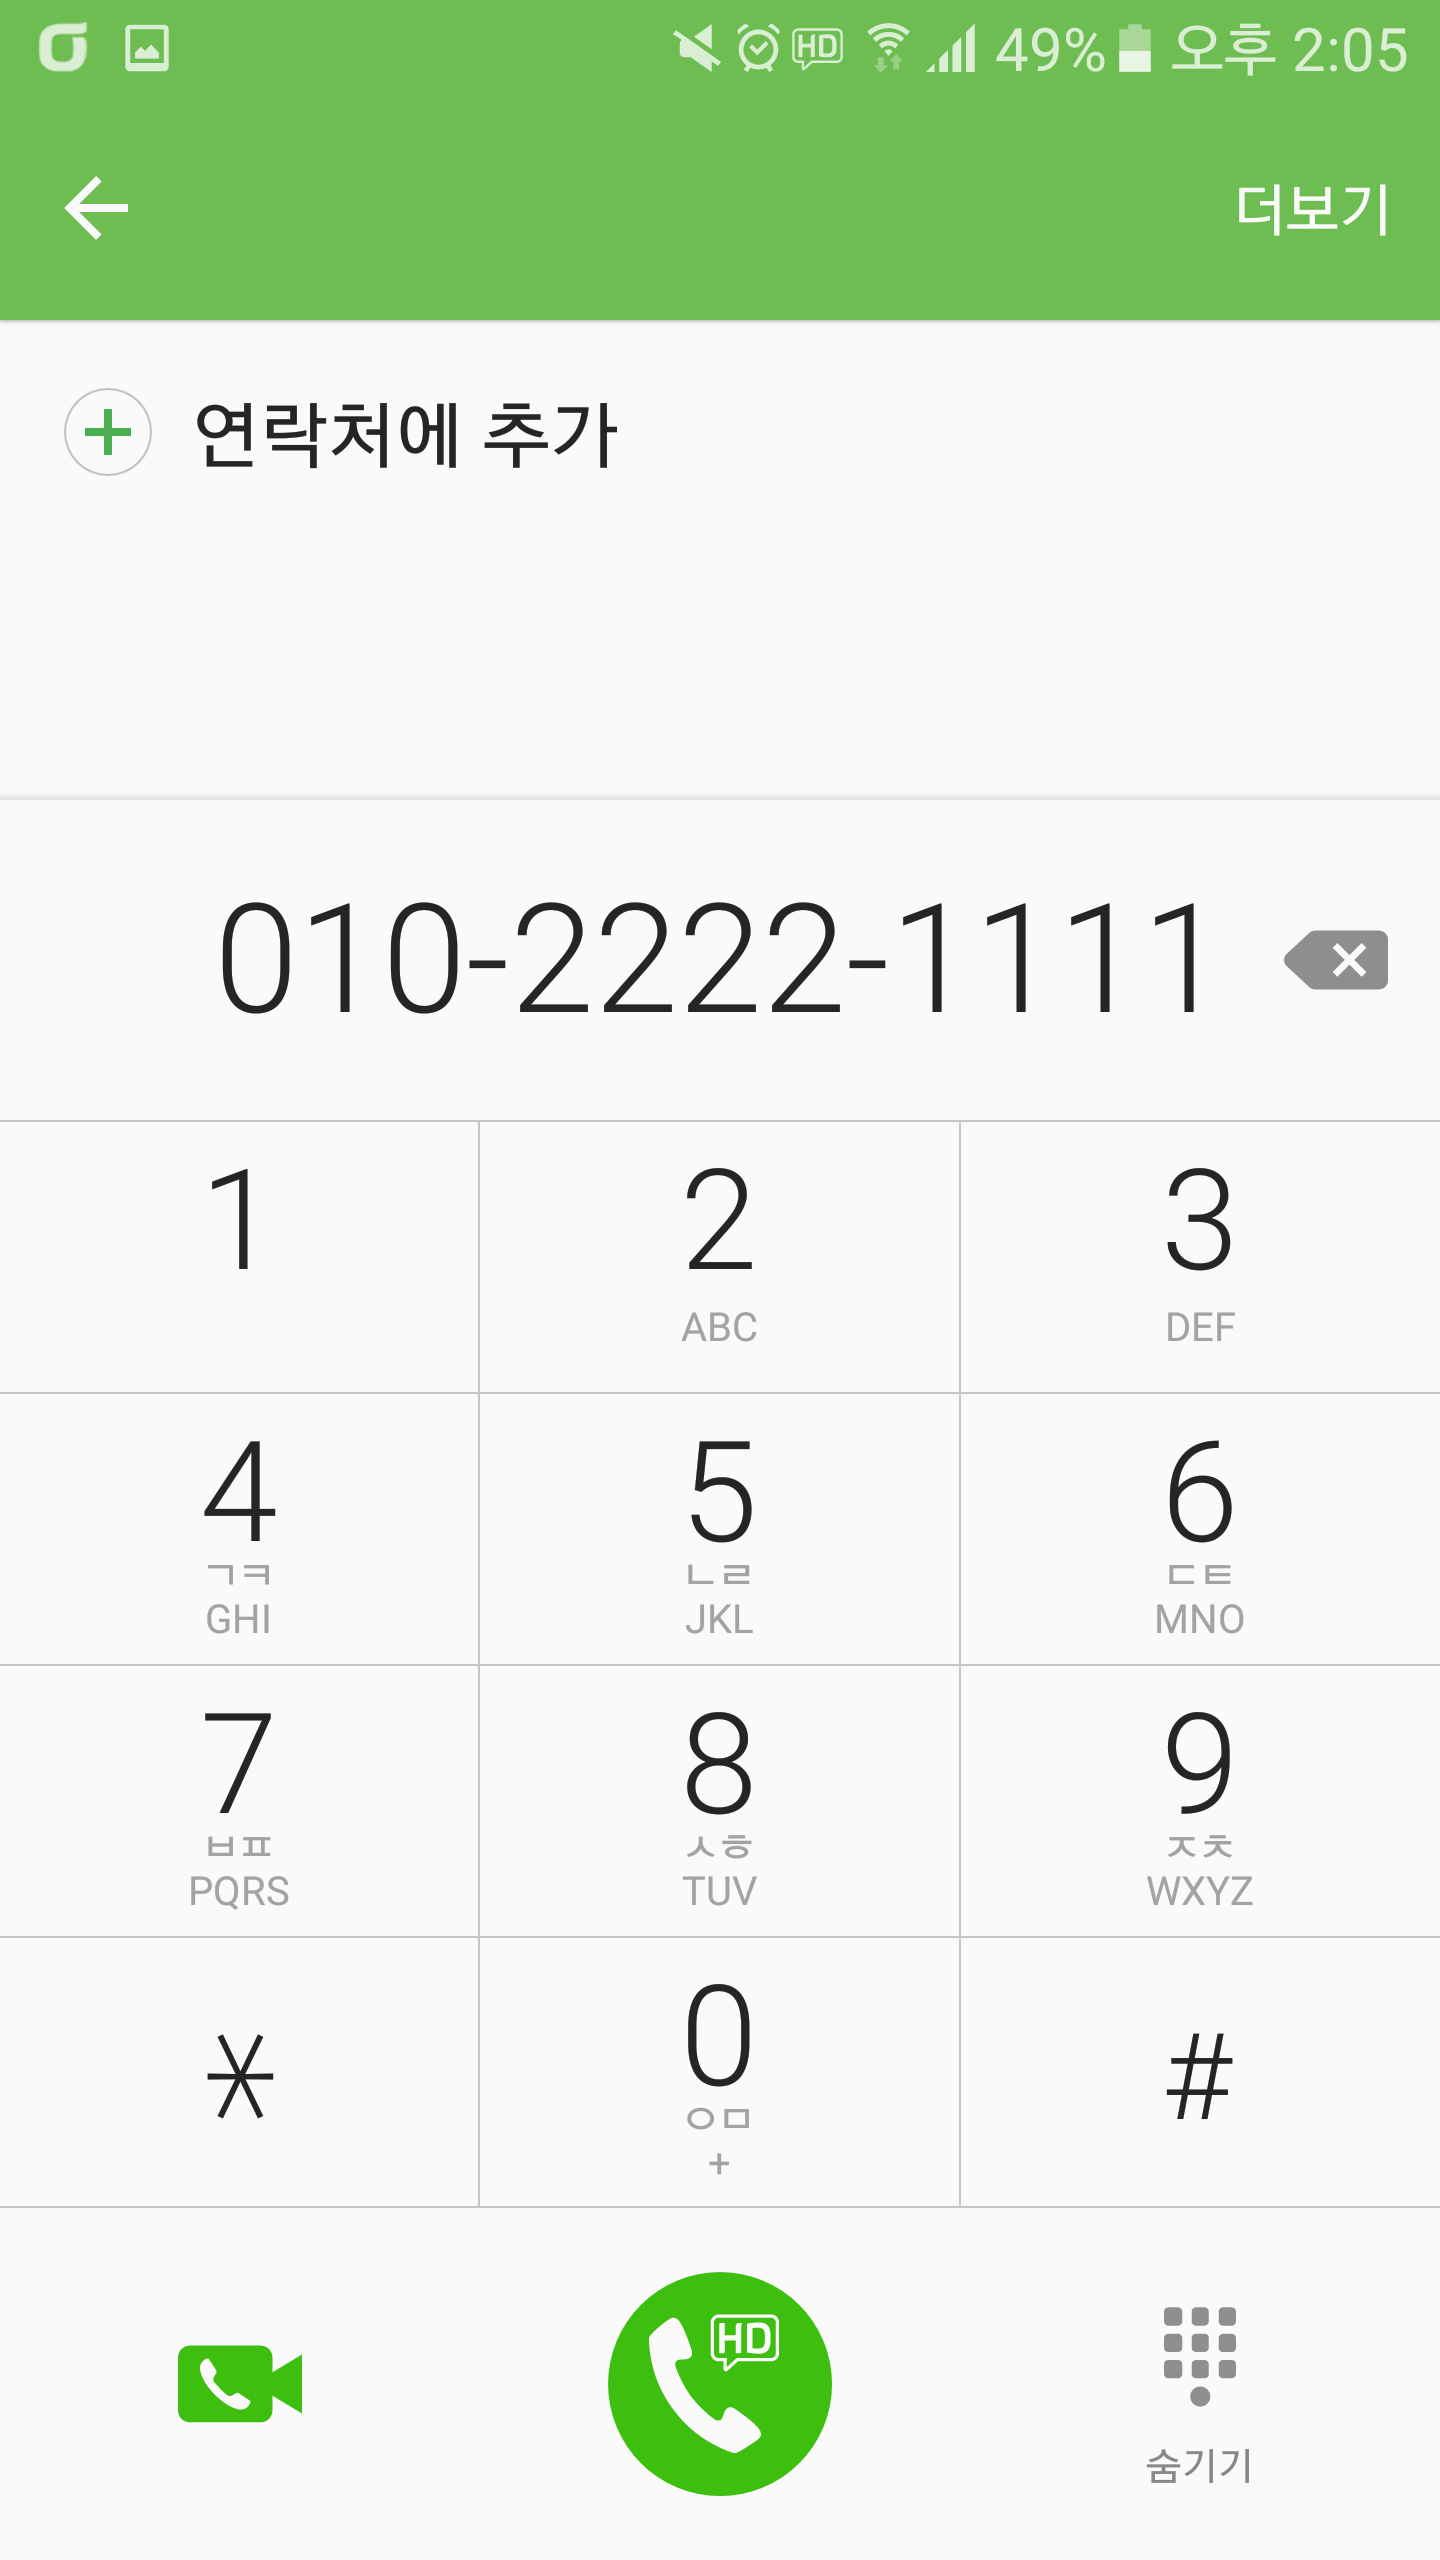 HD 49% 오후 2:05
더보기
연락처에 추가
010-2222-1111
1 2 3
ABC DEF
4 5 6
ㄱㅋ ㄴㄹ ㄷㅌ
GHI JKL MNO
7 8 9
ㅂㅍ ㅅㅎ ㅈㅊ
PQRS TUV WXYZ
* 0 #
ㅇㅁ
+
HD
숨기기